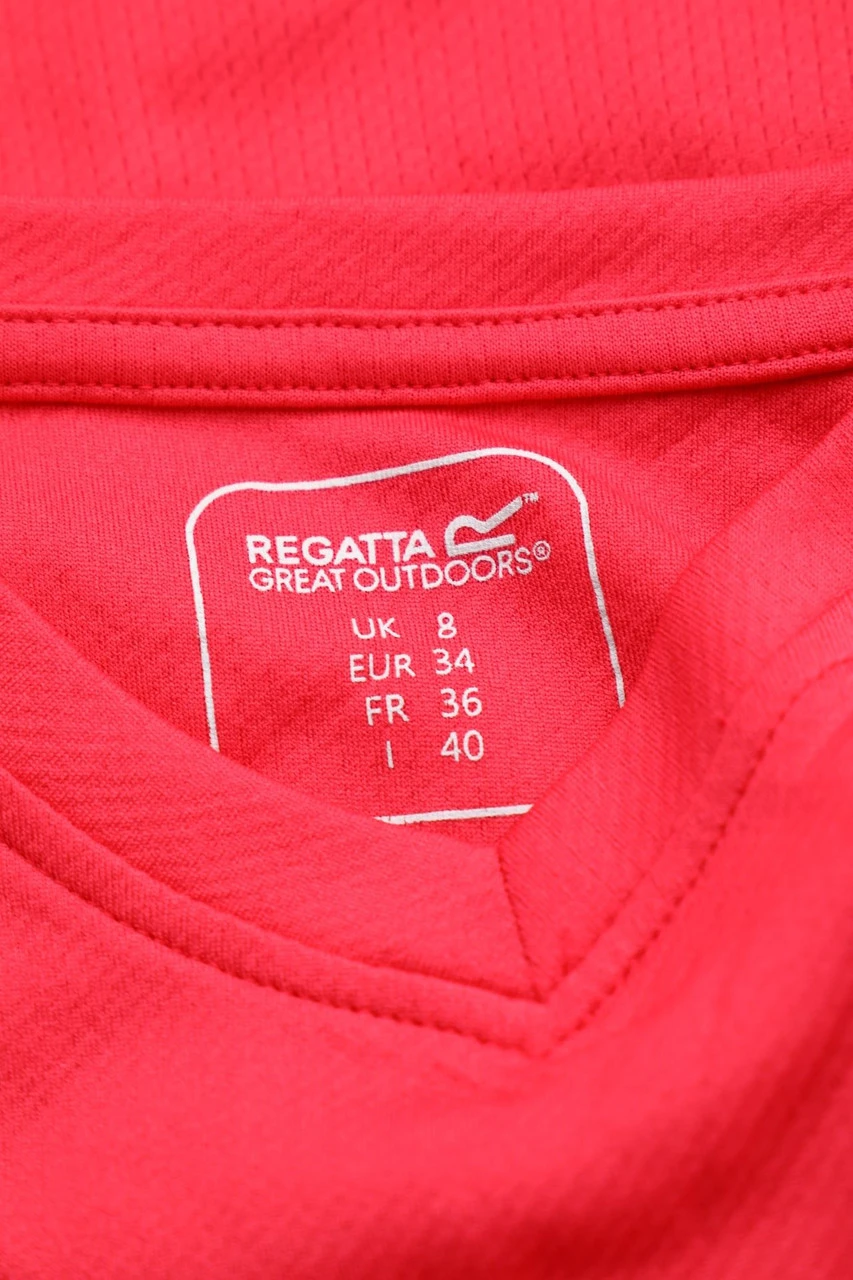 REGATTA
GREAT OUTDOORS®
UK 8
EUR 34
FR 36
I 40